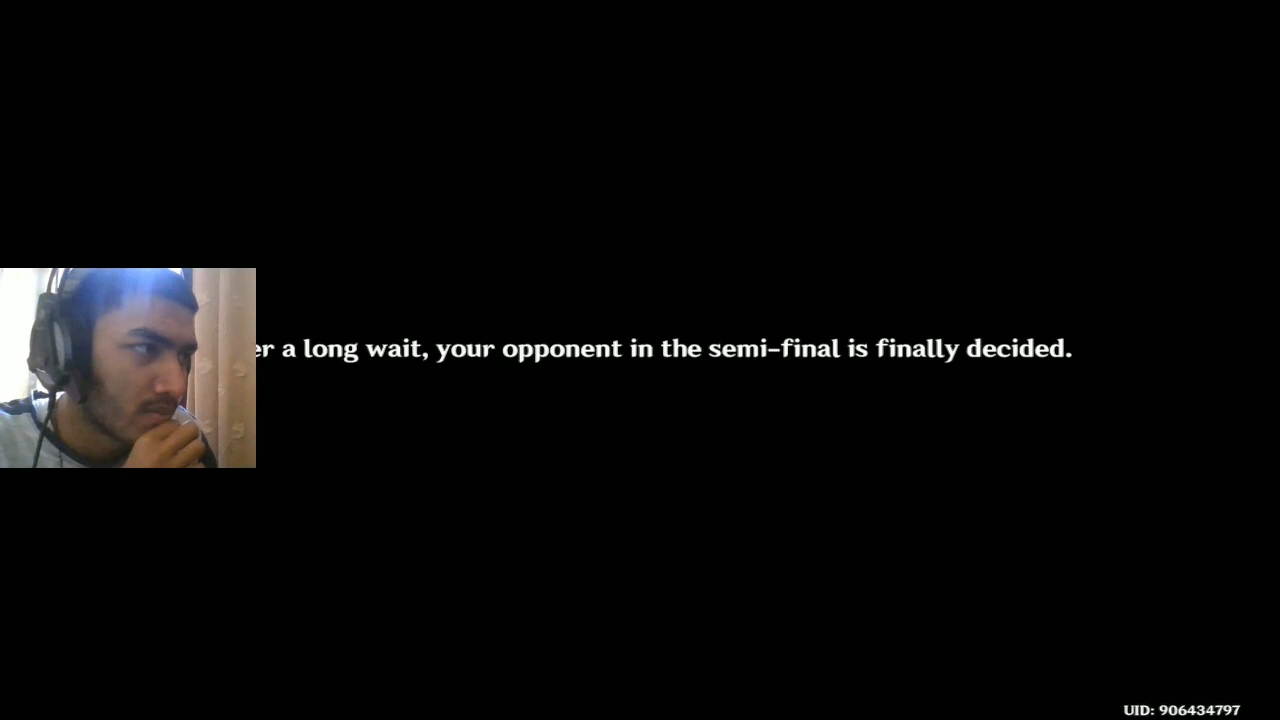 er a long wait, your opponent in the semi-final is finally decided.
UID: 906434797